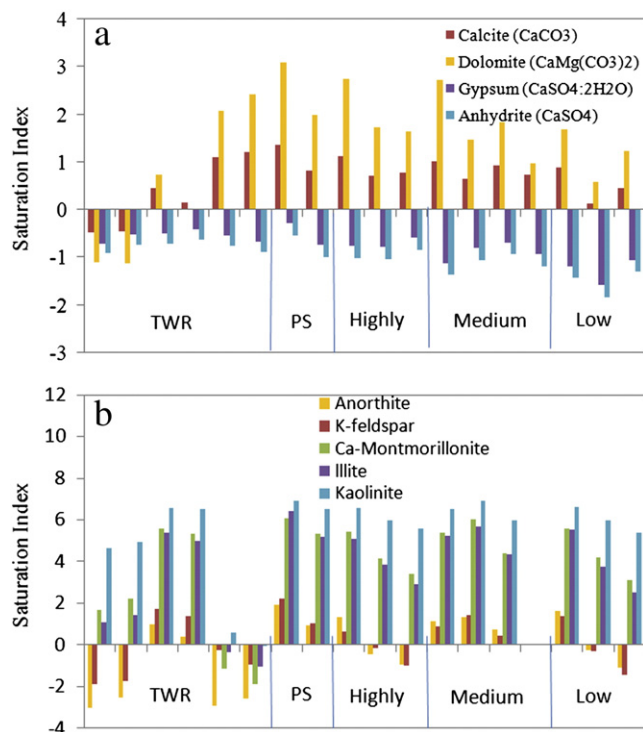 a
4
3
2
1
0
-1
-2
-3
Saturation Index
Calcite (CaCO3)
Dolomite (CaMg(CO3)2)
Gypsum (CaSO4:2H2O)
Anhydrite (CaSO4)
TWR PS Highly Medium Low
b
12
10
8
6
4
2
0
-2
-4
Saturation Index
Anorthite
K-feldspar
Ca-Montmorillonite
Illite
Kaolinite
TWR PS Highly Medium Low